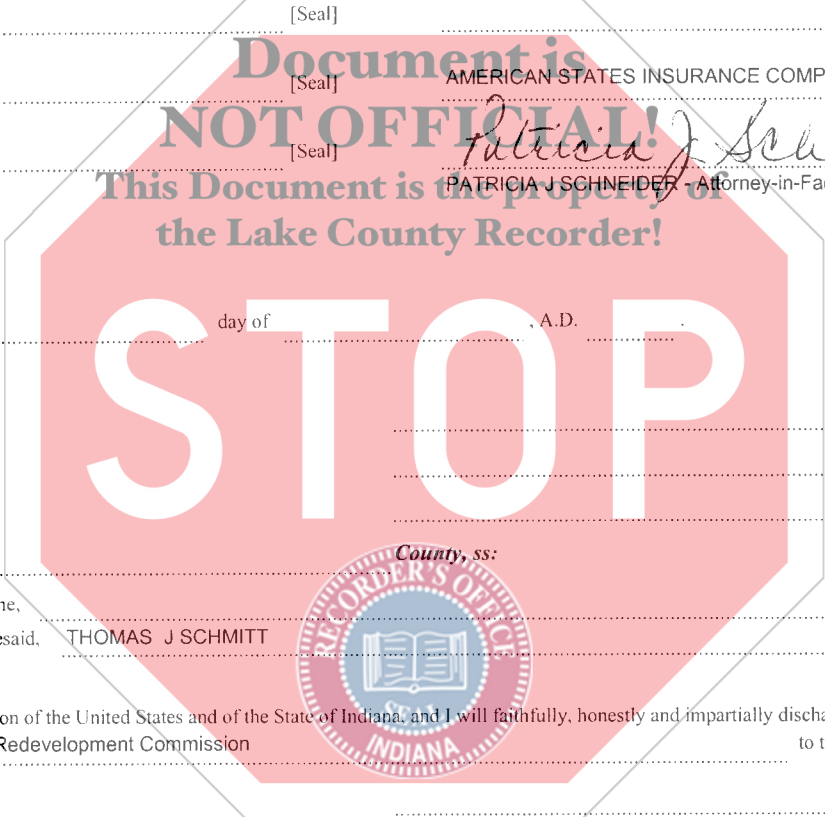 [Seal]
Document is
[Seal] AMERICAN STATES INSURANCE COMP
NOT OFFICIAL!
[Seal] Patricia J Sch
This Document is the property of
PATRICIA J SCHNEIDER - Attorney-in-Fa
the Lake County Recorder!
day of , A.D. .
STOP
County, ss:
RECORDER'S OFFICE
ne,
esaid, THOMAS J SCHMITT
SEAL
on of the United States and of the State of Indiana, and I will faithfully, honestly and impartially discha
INDIANA
Redevelopment Commission to t